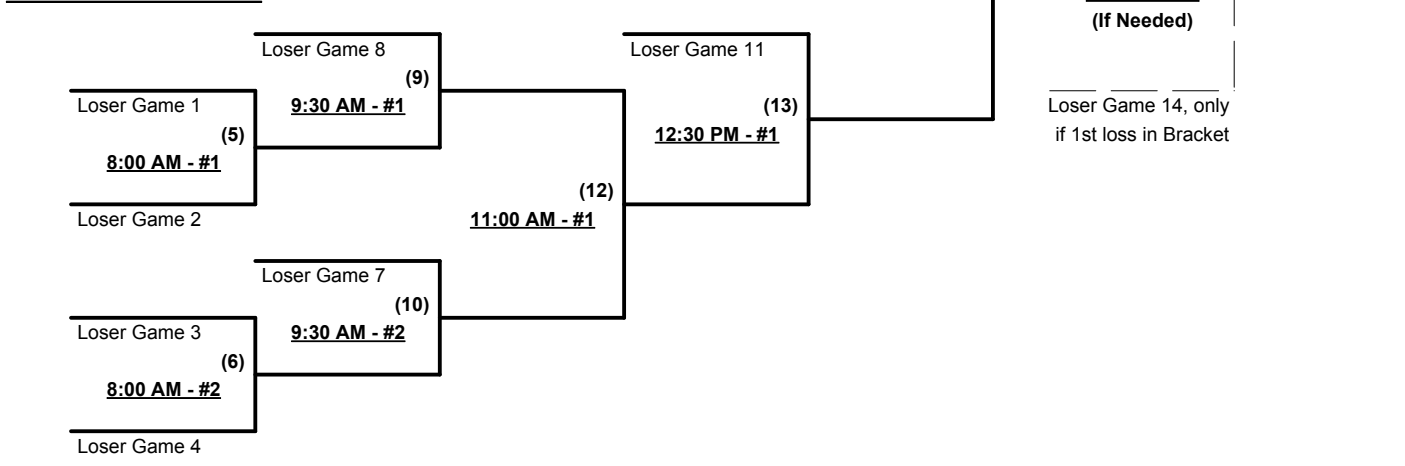 (If Needed)
Loser Game 8
Loser Game 11
(9)
Loser Game 1
9:30 AM - #1
(13)
Loser Game 14, only
(5)
12:30 PM - #1
if 1st loss in Bracket
8:00 AM - #1
(12)
Loser Game 2
11:00 AM - #1
Loser Game 7
(10)
Loser Game 3
9:30 AM - #2
(6)
8:00 AM - #2
Loser Game 4